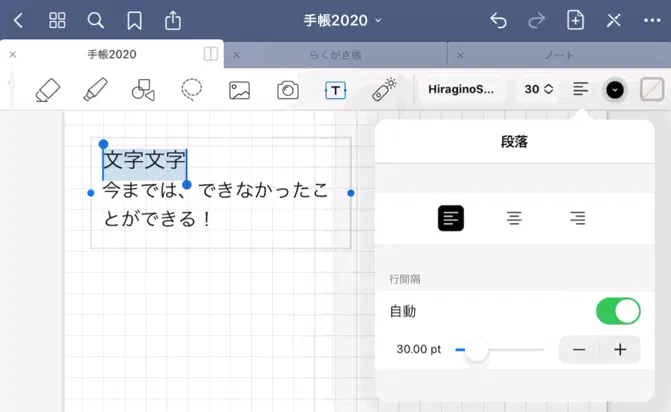 手帳2020
手帳2020
らくがき帳
ノート
T
HiraginoS...
30
段落
文字文字
今までは、できなかったこ
とができる！
行間隔
自動
30.00 pt